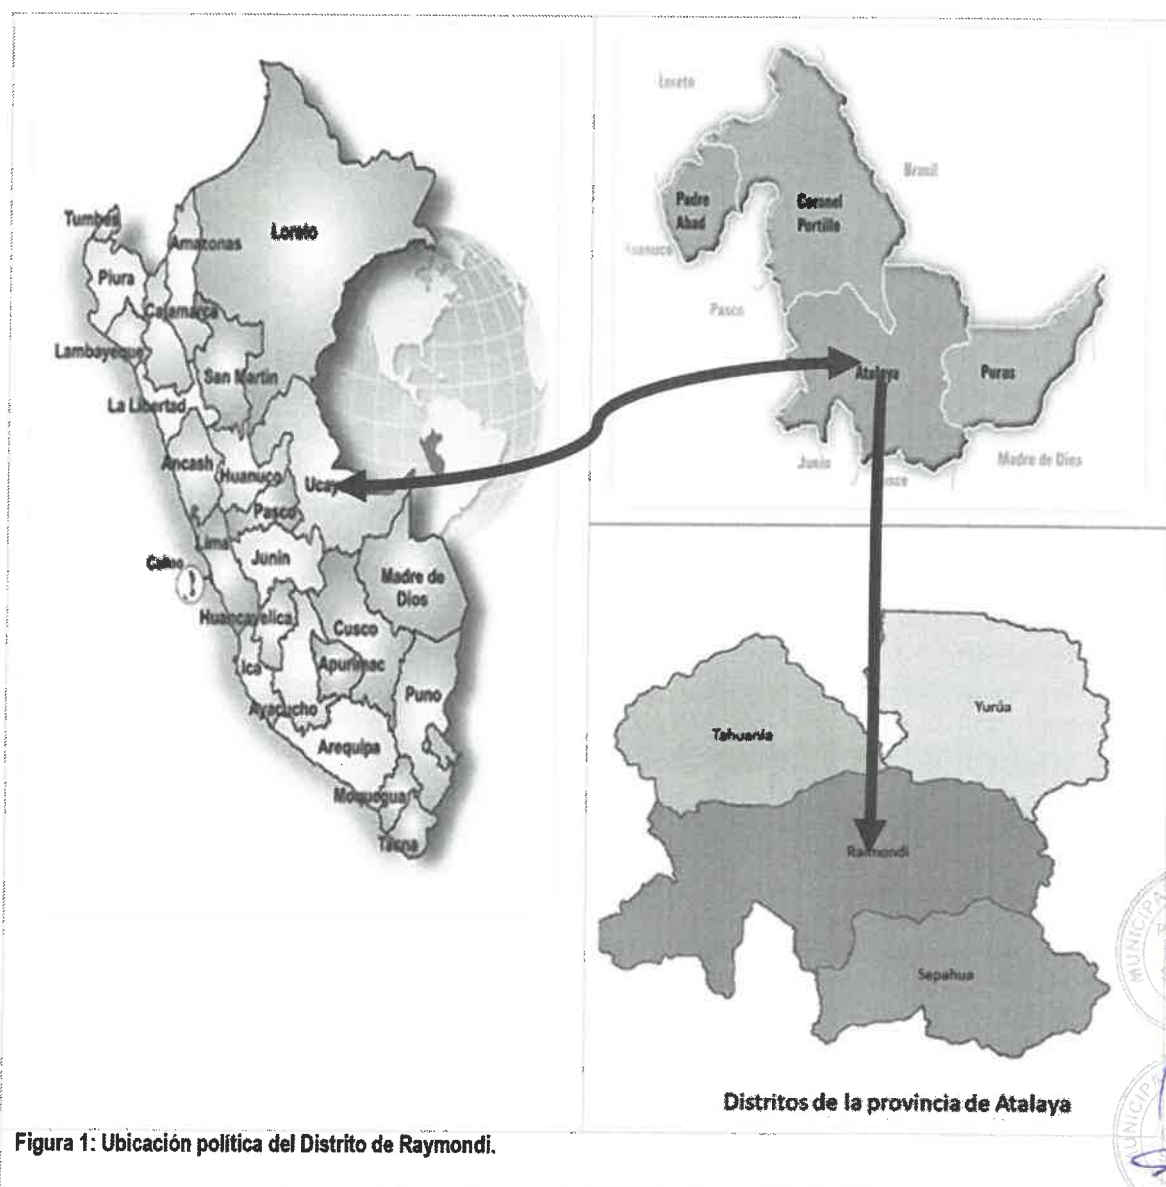 Loreto
Tumbes
Amazonas
Piura
Cajamarca
Lambayeque
San Martin
La Libertad
Ancash
Huanuco
Pasco
Lima
Junin
Madre de
Dios
Huancavelica
Cusco
Ica
Apurimac
Ayacucho
Puno
Arequipa
Moquegua
Tacna
Loreto
Brasil
Padre
Abad
Coronel
Portillo
Pasco
Atalaya
Purus
Junin
Madre de Dios
Yurúa
Tahuania
Raimondi
Sepahua
Distritos de la provincia de Atalaya
Figura 1: Ubicación política del Distrito de Raymondi.